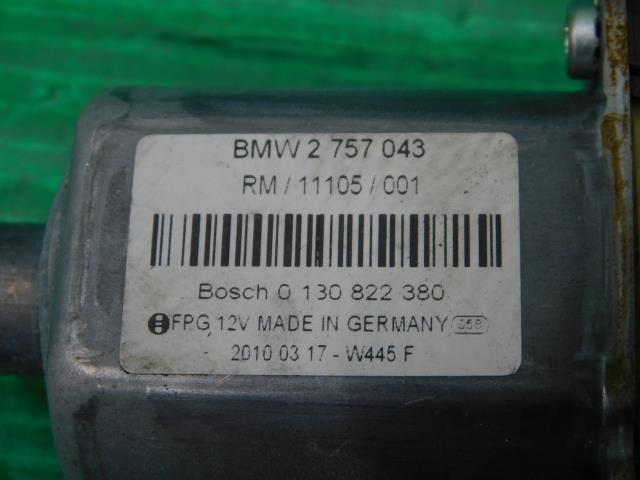 BMW 2 757 043
RM / 11105 / 001
Bosch 0 130 822 380
FPG 12V MADE IN GERMANY 358
2010 03 17 - W445 F